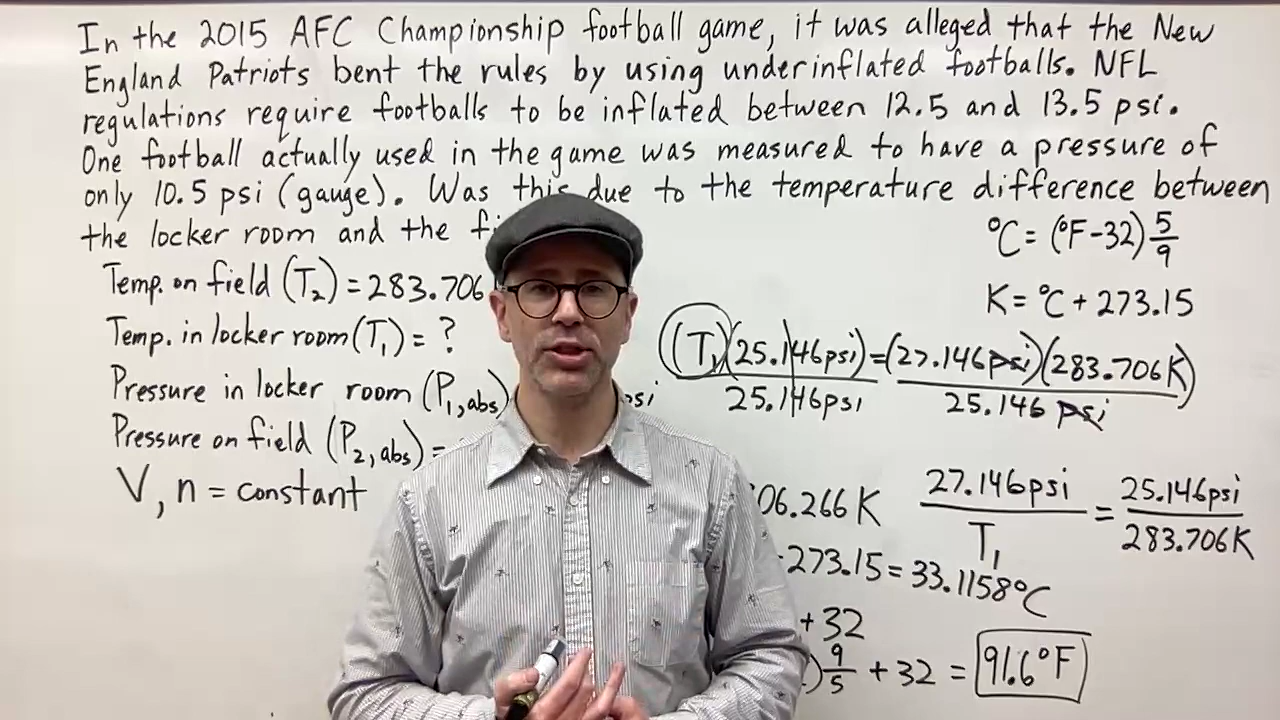 In the 2015 AFC Championship football game, it was alleged that the New
England Patriots bent the rules by using underinflated footballs. NFL
regulations require footballs to be inflated between 12.5 and 13.5 psi.
One football actually used in the game was measured to have a pressure of
only 10.5 psi (gauge). Was this due to the temperature difference between
the locker room and the
Temp. on field (T₂) = 283.706
Temp. in locker room (T₁) = ?
Pressure in locker room (P₁,abs) psi
Pressure on field (P₂,abs) =
V, n = constant
°C = (°F-32) 5/9
K = °C + 273.15
(T₁)(25.146psi) = (27.146psi)(283.706K)
25.146psi 25.146 psi
06.266 K
27.146psi/T₁ = 25.146psi/283.706K
-273.15 = 33.1158°C
+ 32
) 9/5 + 32 = 91.6°F